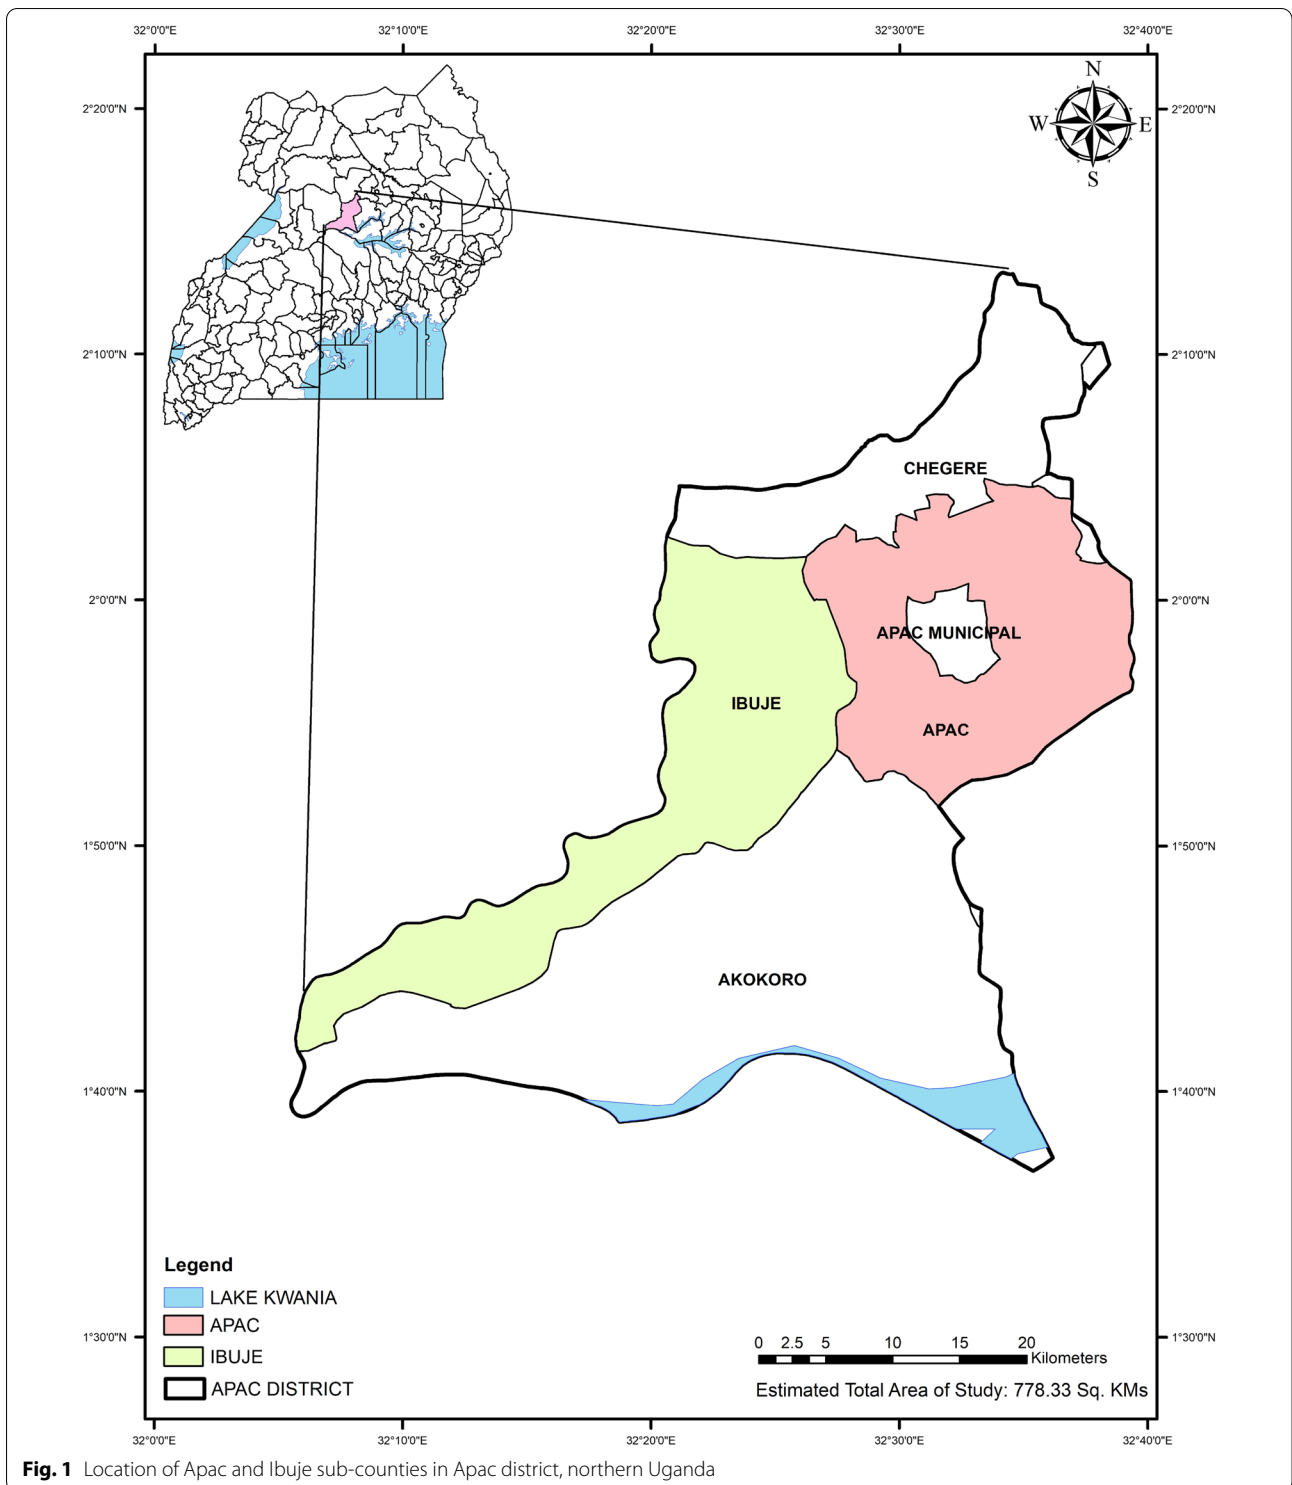 32°0'0"E 32°10'0"E 32°20'0"E 32°30'0"E 32°40'0"E
N
2°20'0"N 2°20'0"N
W E
S
2°10'0"N 2°10'0"N
CHEGERE
2°0'0"N 2°0'0"N
APAC MUNICIPAL
IBUJE
APAC
1°50'0"N 1°50'0"N
AKOKORO
1°40'0"N 1°40'0"N
Legend
LAKE KWANIA
APAC
IBUJE
APAC DISTRICT
1°30'0"N 1°30'0"N
0 2.5 5 10 15 20
Kilometers
Estimated Total Area of Study: 778.33 Sq. KMs
32°0'0"E 32°10'0"E 32°20'0"E 32°30'0"E 32°40'0"E
Fig. 1 Location of Apac and Ibuje sub-counties in Apac district, northern Uganda